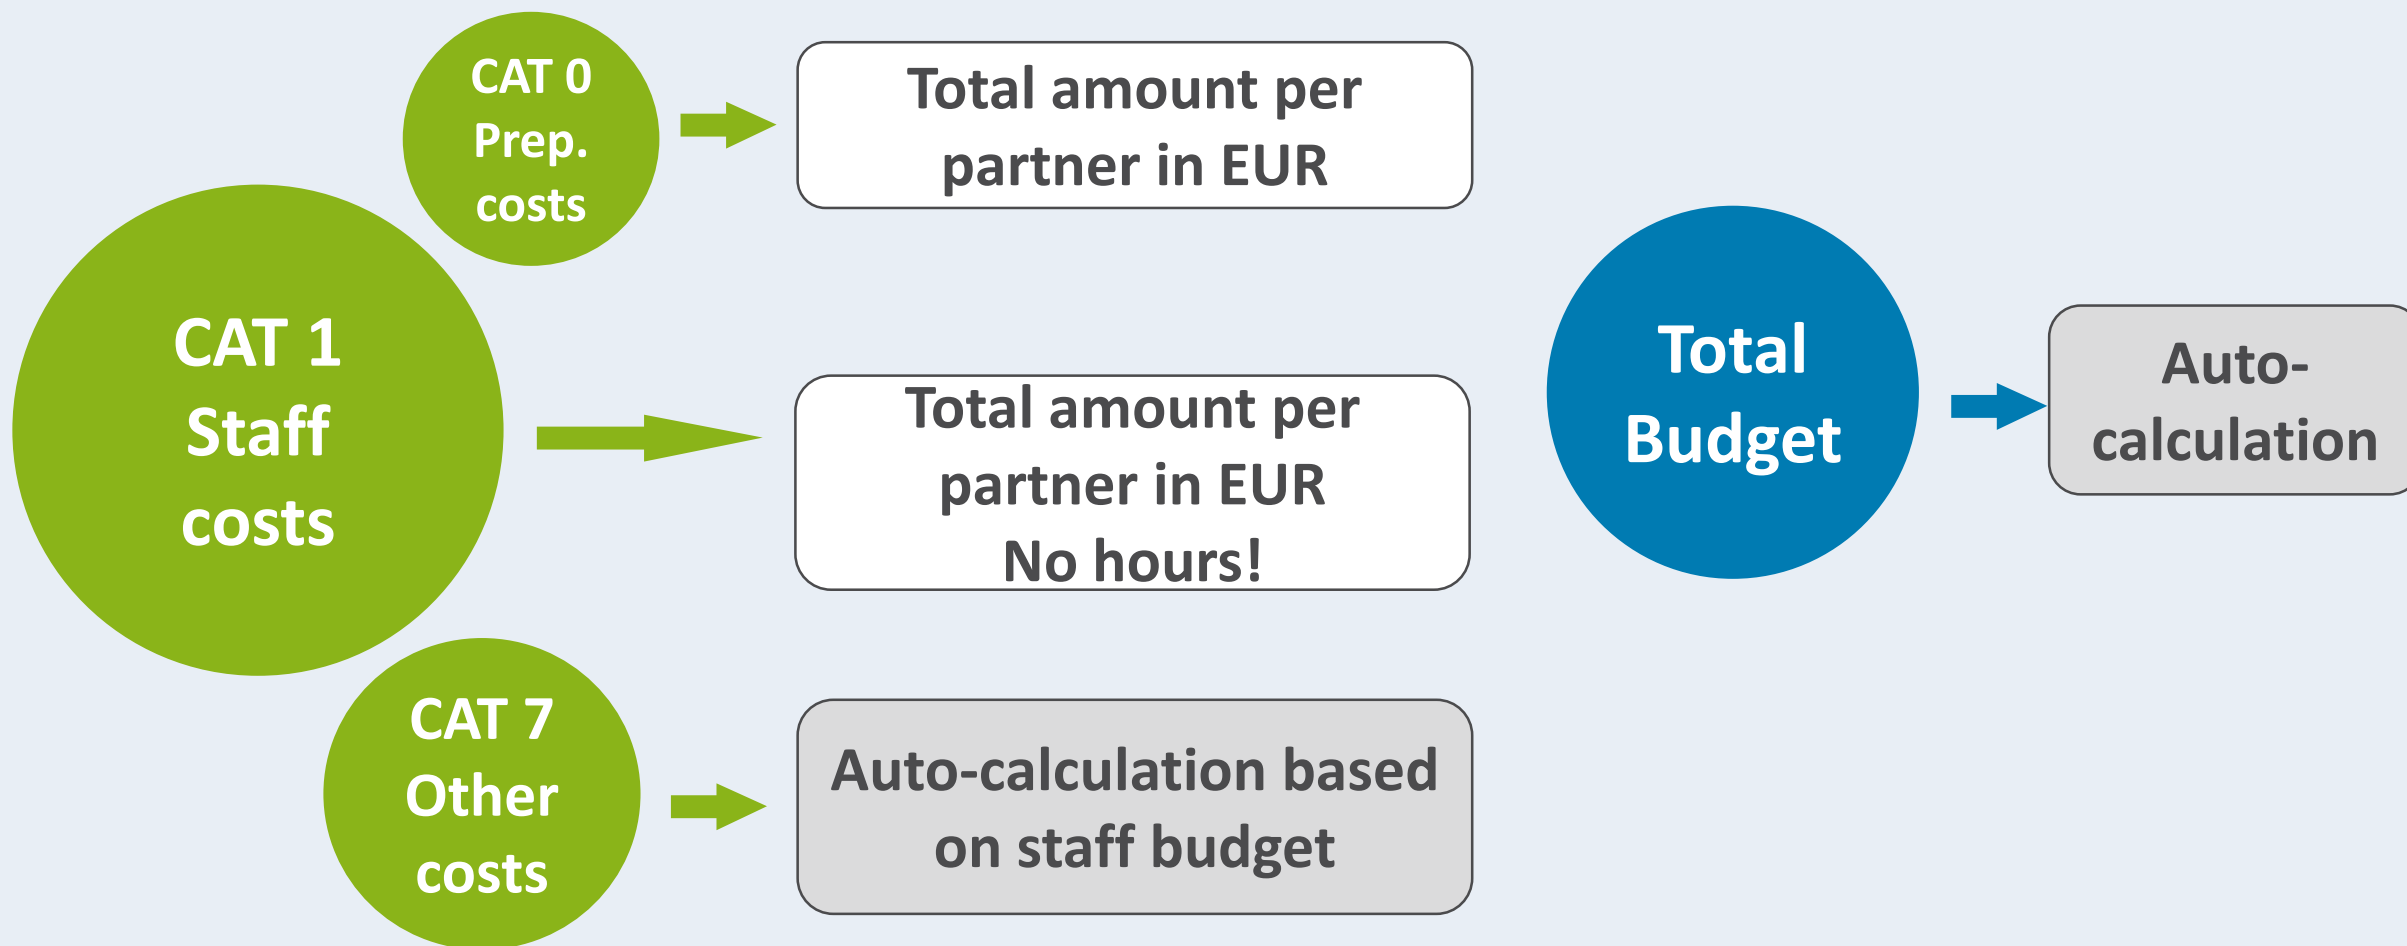 CAT 0
Prep.
costs
Total amount per
partner in EUR
CAT 1
Staff
costs
Total amount per
partner in EUR
No hours!
CAT 7
Other
costs
Auto-calculation based
on staff budget
Total
Budget
Auto-
calculation